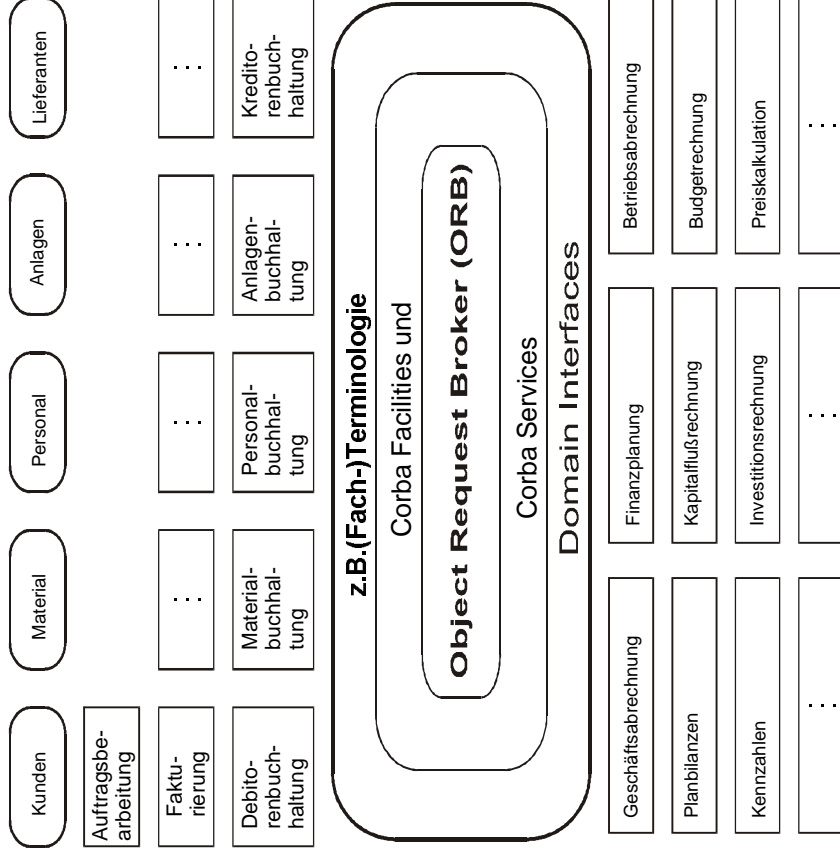 Kunden
Material
Personal
Anlagen
Lieferanten
Auftragsbe-
arbeitung
Faktu-
rierung
. . .
. . .
. . .
. . .
Debito-
renbuch-
haltung
Material-
buchhal-
tung
Personal-
buchhal-
tung
Anlagen-
buchhal-
tung
Kredito-
renbuch-
haltung
z.B.(Fach-)Terminologie
Corba Facilities und
Object Request Broker (ORB)
Corba Services
Domain Interfaces
Geschäftsabrechnung
Finanzplanung
Betriebsabrechnung
Planbilanzen
Kapitalflußrechnung
Budgetrechnung
Kennzahlen
Investitionsrechnung
Preiskalkulation
. . .
. . .
. . .